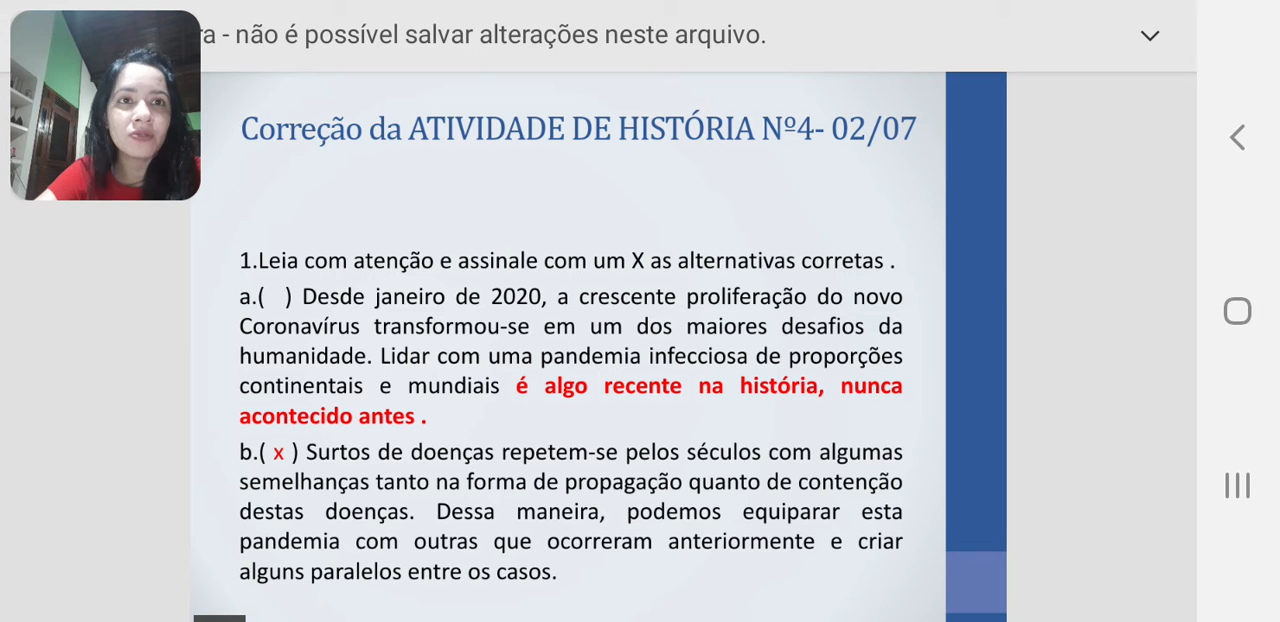 ra - não é possível salvar alterações neste arquivo.
Correção da ATIVIDADE DE HISTÓRIA Nº4- 02/07
1.Leia com atenção e assinale com um X as alternativas corretas .
a.(   ) Desde janeiro de 2020, a crescente proliferação do novo
Coronavírus transformou-se em um dos maiores desafios da
humanidade. Lidar com uma pandemia infecciosa de proporções
continentais e mundiais é algo recente na história, nunca
acontecido antes .
b.( x ) Surtos de doenças repetem-se pelos séculos com algumas
semelhanças tanto na forma de propagação quanto de contenção
destas doenças. Dessa maneira, podemos equiparar esta
pandemia com outras que ocorreram anteriormente e criar
alguns paralelos entre os casos.